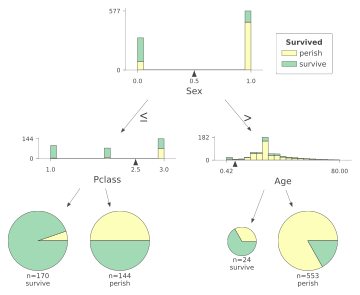 577
Survived
perish
survive
0
0.0
0.5
1.0
Sex
≤
>
144
182
0
0
1.0
2.5
3.0
0.42
80.00
Pclass
Age
n=170
survive
n=144
perish
n=24
survive
n=553
perish